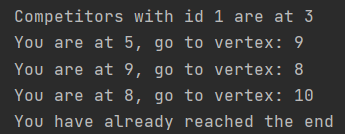 Competitors with id 1 are at 3
You are at 5, go to vertex: 9
You are at 9, go to vertex: 8
You are at 8, go to vertex: 10
You have already reached the end